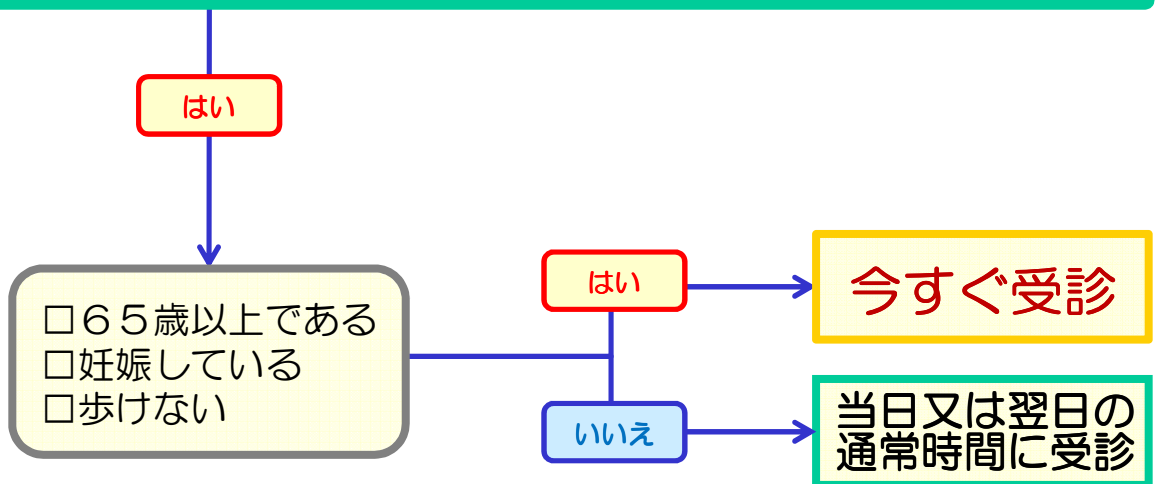 はい
□６５歳以上である
□妊娠している
□歩けない
はい
今すぐ受診
いいえ
当日又は翌日の
通常時間に受診